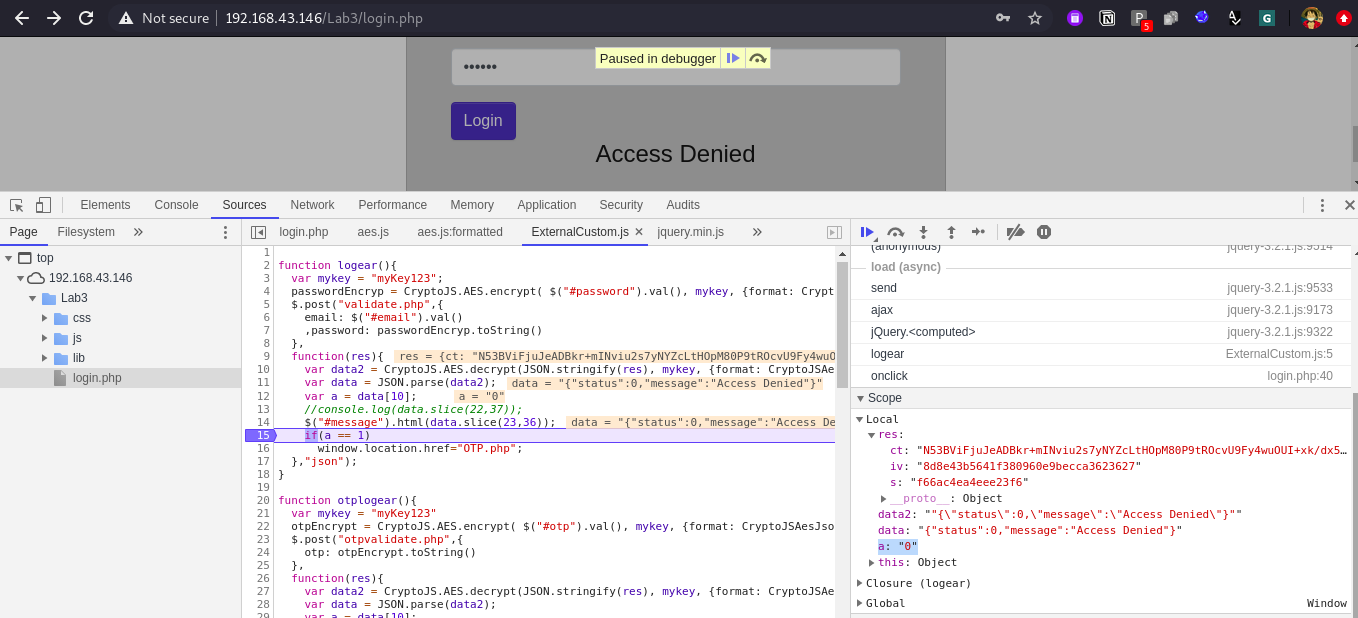 Not secure | 192.168.43.146/Lab3/login.php
P 5 G
••••••
Paused in debugger
Login
Access Denied
Elements Console Sources Network Performance Memory Application Security Audits
Page Filesystem » login.php aes.js aes.js:formatted ExternalCustom.js × jquery.min.js »
top
192.168.43.146
Lab3
css
js
lib
login.php
1
2 function logear(){
3 var mykey = "myKey123";
4 passwordEncryp = CryptoJS.AES.encrypt( $("#password").val(), mykey, {format: Crypt
5 $.post("validate.php",{
6 email: $("#email").val()
7 ,password: passwordEncryp.toString()
8 },
9 function(res){ res = {ct: "N53BViFjuJeADBkr+mINviu2s7yNYZcLtHOpM80P9tROcvU9Fy4wuO
10 var data2 = CryptoJS.AES.decrypt(JSON.stringify(res), mykey, {format: CryptoJSAes
11 var data = JSON.parse(data2); data = "{"status":0,"message":"Access Denied"}"
12 var a = data[10]; a = "0"
13 //console.log(data.slice(22,37));
14 $("#message").html(data.slice(23,36)); data = "{"status":0,"message":"Access De
15 if(a == 1)
16 window.location.href="OTP.php";
17 },"json");
18 }
19
20 function otplogear(){
21 var mykey = "myKey123"
22 otpEncrypt = CryptoJS.AES.encrypt( $("#otp").val(), mykey, {format: CryptoJSAesJso
23 $.post("otpvalidate.php",{
24 otp: otpEncrypt.toString()
25 },
26 function(res){
27 var data2 = CryptoJS.AES.decrypt(JSON.stringify(res), mykey, {format: CryptoJSAe
28 var data = JSON.parse(data2);
29 var a = data[10];
(anonymous) jquery-3.2.1.js:9514
load (async)
send jquery-3.2.1.js:9533
ajax jquery-3.2.1.js:9173
jQuery.<computed> jquery-3.2.1.js:9322
logear ExternalCustom.js:5
onclick login.php:40
Scope
Local
res:
ct: "N53BViFjuJeADBkr+mINviu2s7yNYZcLtHOpM80P9tROcvU9Fy4wuOUI+xk/dx5…
iv: "8d8e43b5641f380960e9becca3623627"
s: "f66ac4ea4eee23f6"
__proto__: Object
data2: ""{\"status\":0,\"message\":\"Access Denied\"}""
data: "{"status":0,"message":"Access Denied"}"
a: "0"
this: Object
Closure (logear)
Global Window